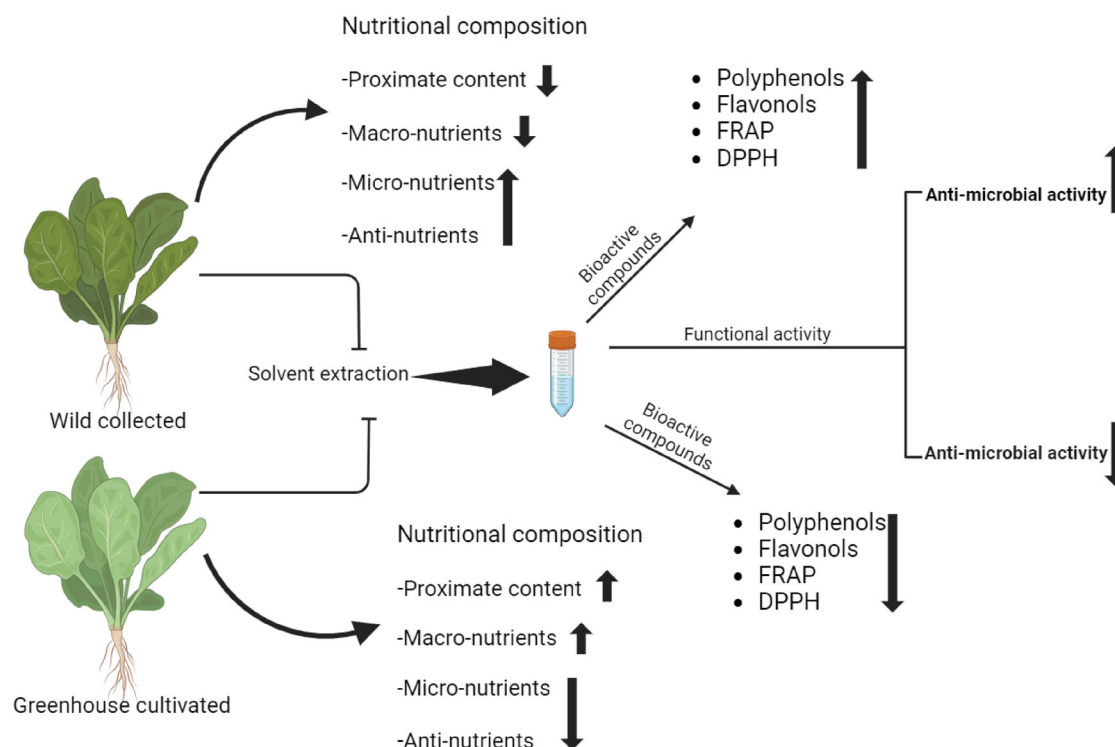 Nutritional composition
-Proximate content
-Macro-nutrients
-Micro-nutrients
-Anti-nutrients
• Polyphenols
• Flavonols
• FRAP
• DPPH
Anti-microbial activity
Bioactive
compounds
Functional activity
Solvent extraction
Wild collected
Bioactive
compounds
Anti-microbial activity
• Polyphenols
• Flavonols
• FRAP
• DPPH
Nutritional composition
-Proximate content
-Macro-nutrients
-Micro-nutrients
-Anti-nutrients
Greenhouse cultivated